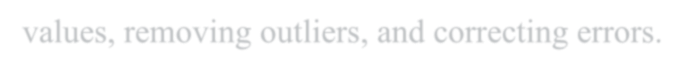 values, removing outliers, and correcting errors.